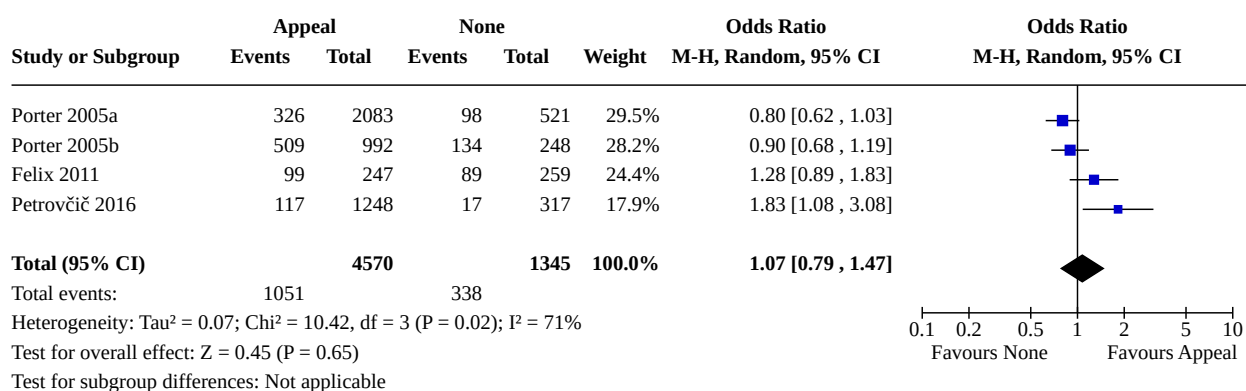 Appeal None Odds Ratio Odds Ratio
Study or Subgroup Events Total Events Total Weight M-H, Random, 95% CI M-H, Random, 95% CI
Porter 2005a 326 2083 98 521 29.5% 0.80 [0.62 , 1.03]
Porter 2005b 509 992 134 248 28.2% 0.90 [0.68 , 1.19]
Felix 2011 99 247 89 259 24.4% 1.28 [0.89 , 1.83]
Petrovčič 2016 117 1248 17 317 17.9% 1.83 [1.08 , 3.08]
Total (95% CI) 4570 1345 100.0% 1.07 [0.79 , 1.47]
Total events: 1051 338
Heterogeneity: Tau² = 0.07; Chi² = 10.42, df = 3 (P = 0.02); I² = 71%
0.1 0.2 0.5 1 2 5 10
Test for overall effect: Z = 0.45 (P = 0.65)
Favours None Favours Appeal
Test for subgroup differences: Not applicable